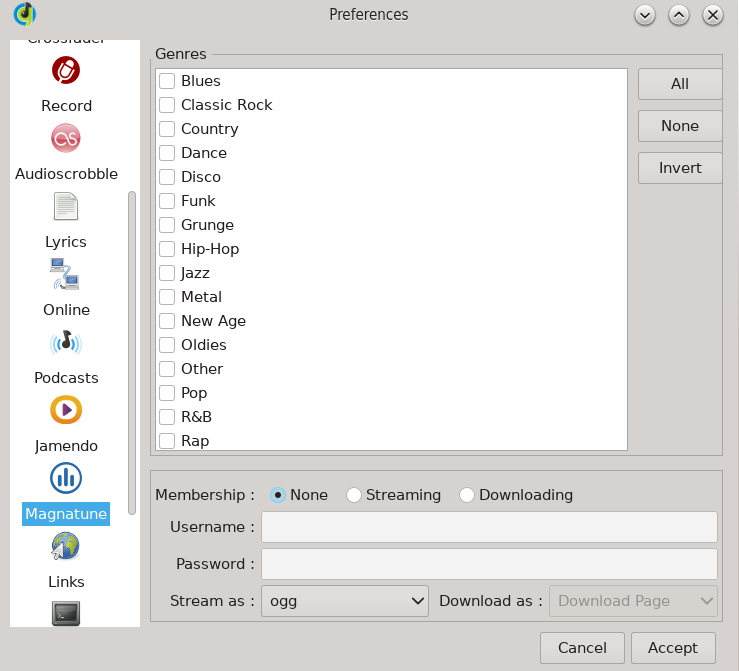 Preferences
Crossfader
Record
Audioscrobble
Lyrics
Online
Podcasts
Jamendo
Magnatune
Links
Genres
Blues
Classic Rock
Country
Dance
Disco
Funk
Grunge
Hip-Hop
Jazz
Metal
New Age
Oldies
Other
Pop
R&B
Rap
All
None
Invert
Membership : None Streaming Downloading
Username :
Password :
Stream as : ogg Download as : Download Page
Cancel Accept